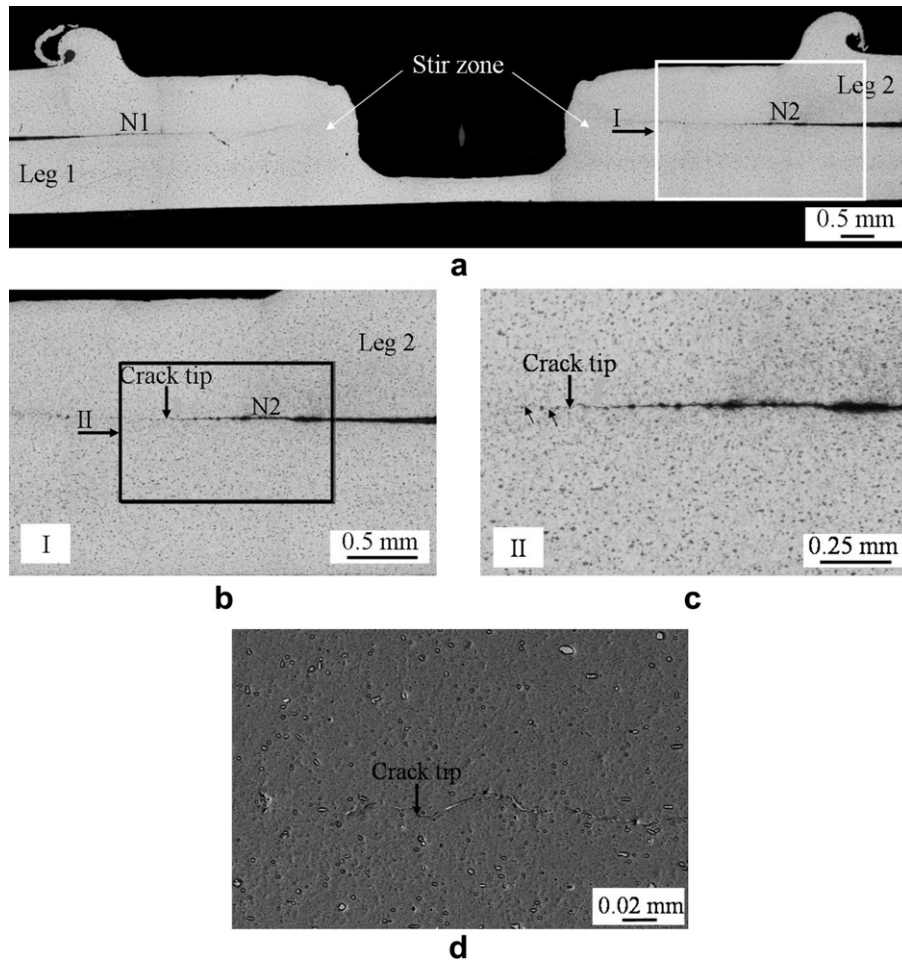 Stir zone
Leg 2
N1
I
N2
Leg 1
0.5 mm
a
Leg 2
Crack tip
N2
II
I
0.5 mm
b
Crack tip
II
0.25 mm
c
Crack tip
0.02 mm
d